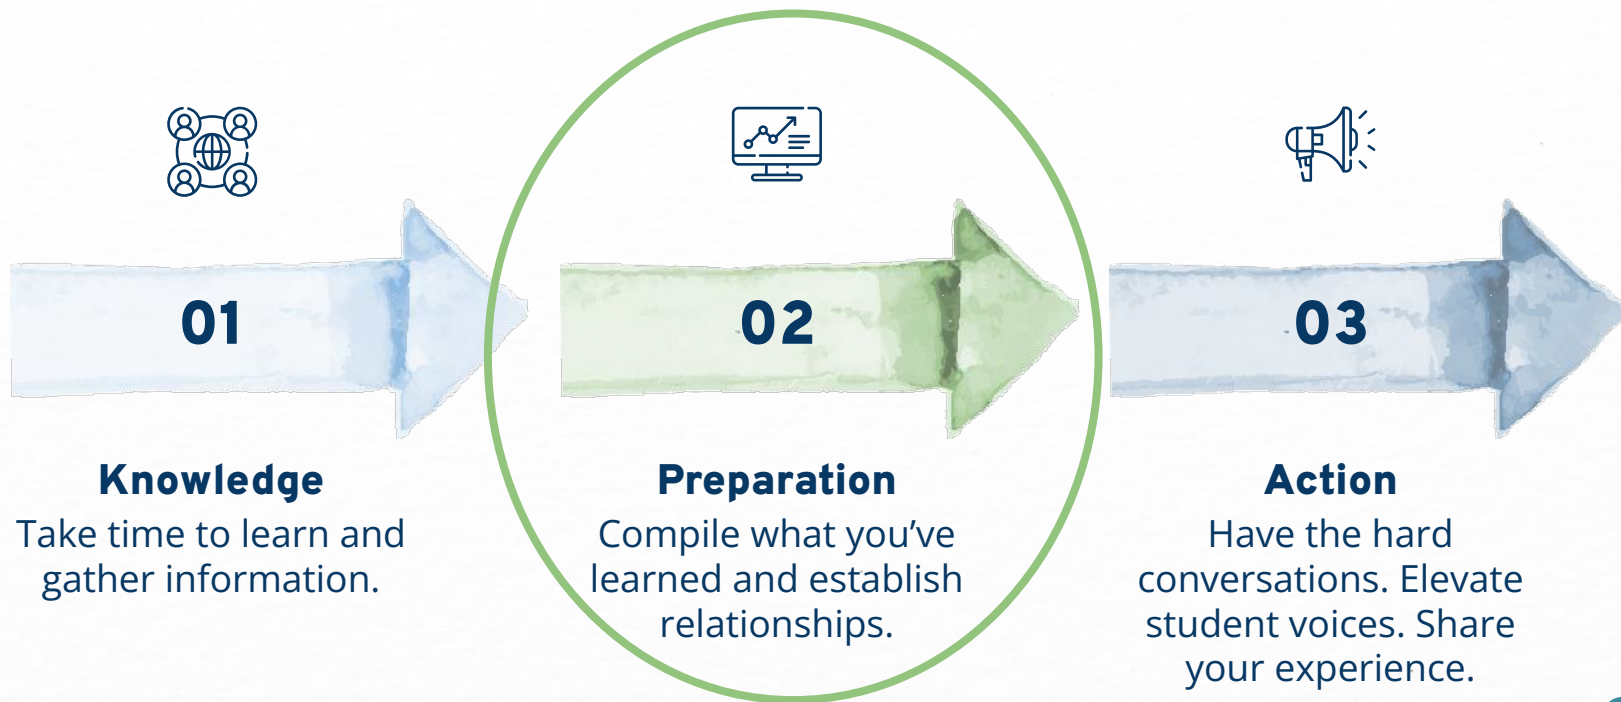 01
Knowledge
Take time to learn and
gather information.
02
Preparation
Compile what you’ve
learned and establish
relationships.
03
Action
Have the hard
conversations. Elevate
student voices. Share
your experience.